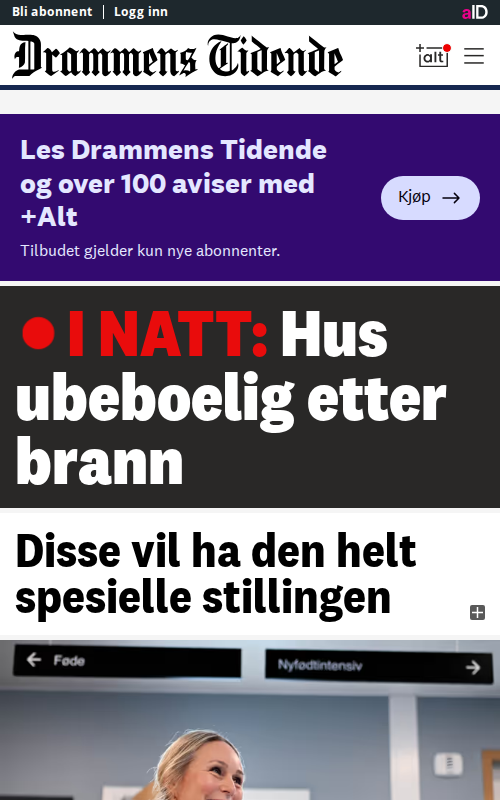 Bli abonnent | Logg inn
aID
Drammens Tidende
+alt
Les Drammens Tidende
og over 100 aviser med
+Alt
Kjøp →
Tilbudet gjelder kun nye abonnenter.
I NATT: Hus
ubeboelig etter
brann
Disse vil ha den helt
spesielle stillingen
← Føde
Nyfødtintensiv →